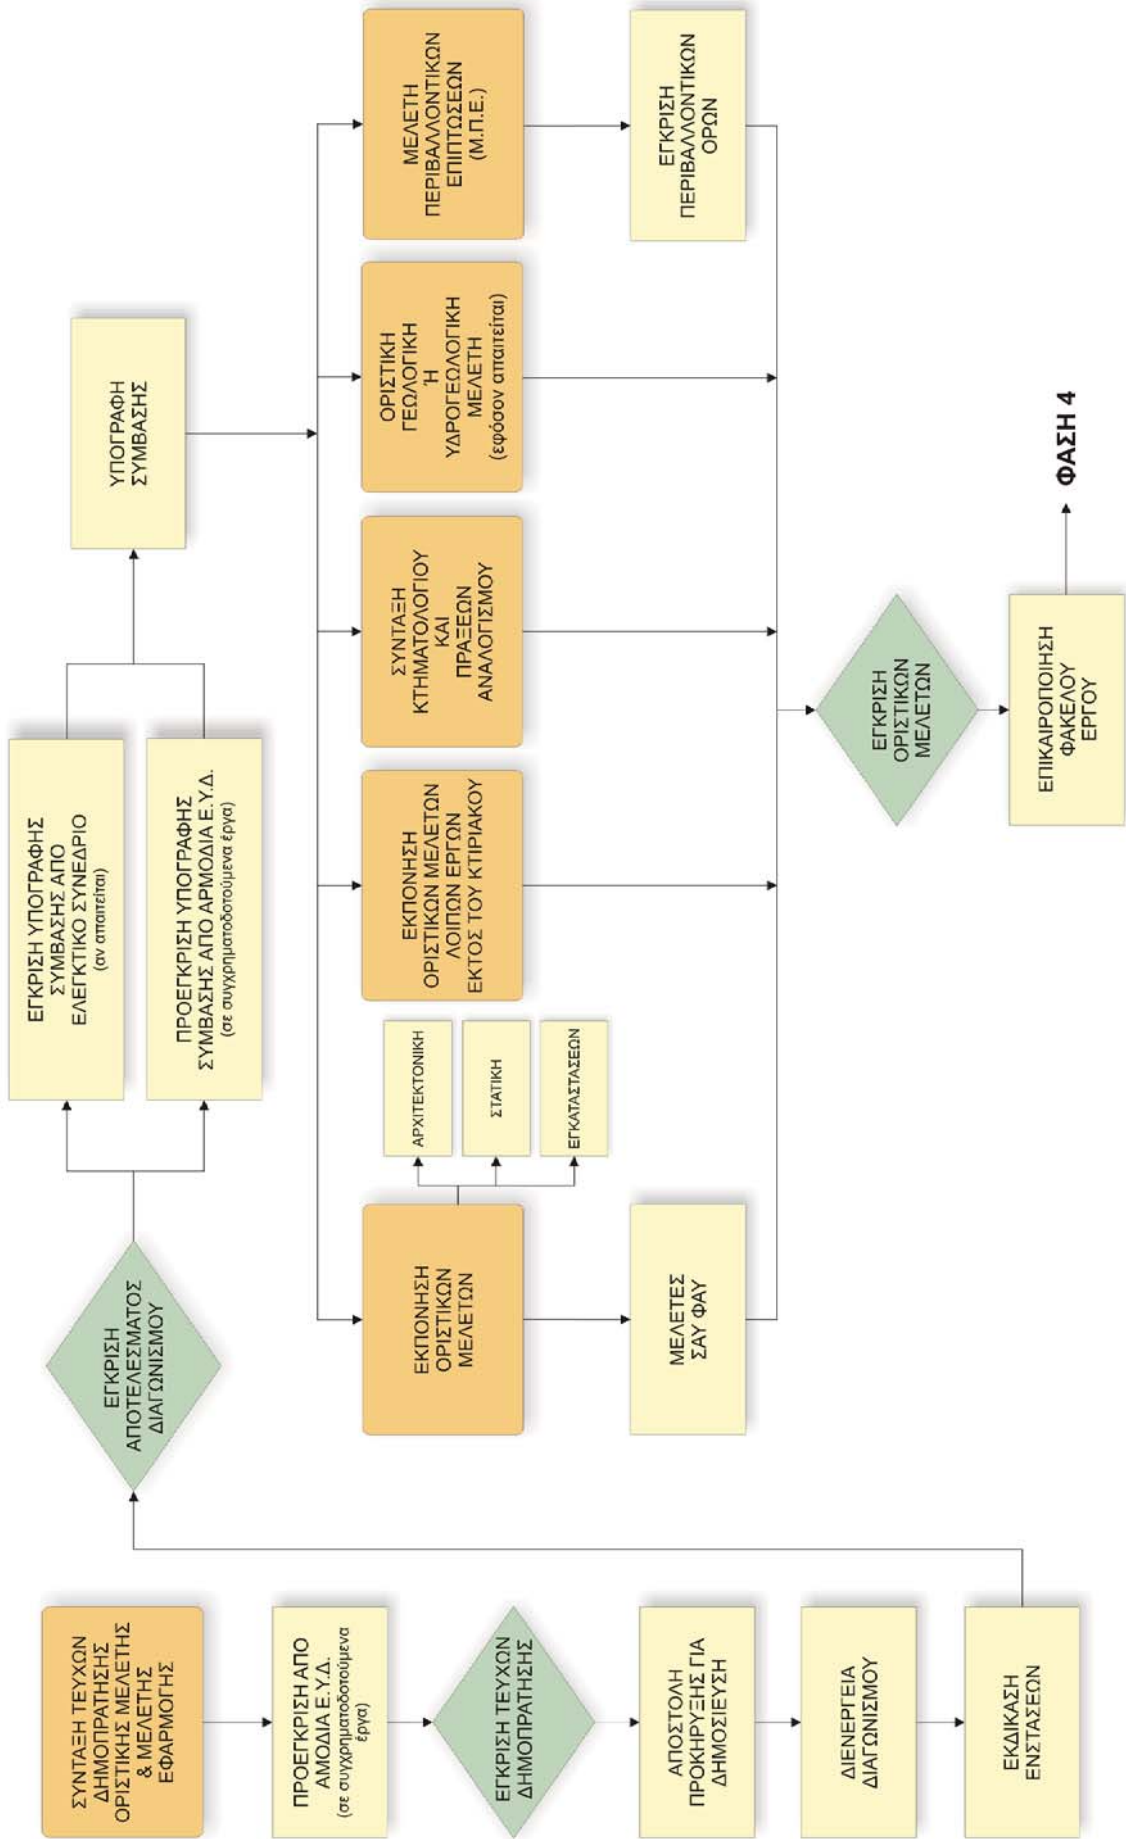 ΣΥΝΤΑΞΗ ΤΕΥΧΩΝ
ΔΗΜΟΠΡΑΤΗΣΗΣ
ΟΡΙΣΤΙΚΗΣ ΜΕΛΕΤΗΣ
& ΜΕΛΕΤΗΣ
ΕΦΑΡΜΟΓΗΣ
ΠΡΟΕΓΚΡΙΣΗ ΑΠΟ
ΑΜΟΔΙΑ Ε.Υ.Δ.
(σε συγχρηματοδοτούμενα
έργα)
ΕΓΚΡΙΣΗ ΤΕΥΧΩΝ
ΔΗΜΟΠΡΑΤΗΣΗΣ
ΑΠΟΣΤΟΛΗ
ΠΡΟΚΗΡΥΞΗΣ ΓΙΑ
ΔΗΜΟΣΙΕΥΣΗ
ΔΙΕΝΕΡΓΕΙΑ
ΔΙΑΓΩΝΙΣΜΟΥ
ΕΚΔΙΚΑΣΗ
ΕΝΣΤΑΣΕΩΝ
ΕΓΚΡΙΣΗ
ΑΠΟΤΕΛΕΣΜΑΤΟΣ
ΔΙΑΓΩΝΙΣΜΟΥ
ΕΓΚΡΙΣΗ ΥΠΟΓΡΑΦΗΣ
ΣΥΜΒΑΣΗΣ ΑΠΟ
ΕΛΕΓΚΤΙΚΟ ΣΥΝΕΔΡΙΟ
(αν απαιτείται)
ΠΡΟΕΓΚΡΙΣΗ ΥΠΟΓΡΑΦΗΣ
ΣΥΜΒΑΣΗΣ ΑΠΟ ΑΡΜΟΔΙΑ Ε.Υ.Δ.
(σε συγχρηματοδοτούμενα έργα)
ΥΠΟΓΡΑΦΗ
ΣΥΜΒΑΣΗΣ
ΕΚΠΟΝΗΣΗ
ΟΡΙΣΤΙΚΩΝ
ΜΕΛΕΤΩΝ
ΑΡΧΙΤΕΚΤΟΝΙΚΗ
ΣΤΑΤΙΚΗ
ΕΓΚΑΤΑΣΤΑΣΕΩΝ
ΜΕΛΕΤΕΣ
ΣΑΥ ΦΑΥ
ΕΚΠΟΝΗΣΗ
ΟΡΙΣΤΙΚΩΝ ΜΕΛΕΤΩΝ
ΛΟΙΠΩΝ ΕΡΓΩΝ
ΕΚΤΟΣ ΤΟΥ ΚΤΙΡΙΑΚΟΥ
ΣΥΝΤΑΞΗ
ΚΤΗΜΑΤΟΛΟΓΙΟΥ
ΚΑΙ
ΠΡΑΞΕΩΝ
ΑΝΑΛΟΓΙΣΜΟΥ
ΟΡΙΣΤΙΚΗ
ΓΕΩΛΟΓΙΚΗ
Ή
ΥΔΡΟΓΕΩΛΟΓΙΚΗ
ΜΕΛΕΤΗ
(εφόσον απαιτείται)
ΜΕΛΕΤΗ
ΠΕΡΙΒΑΛΛΟΝΤΙΚΩΝ
ΕΠΙΠΤΩΣΕΩΝ
(Μ.Π.Ε.)
ΕΓΚΡΙΣΗ
ΠΕΡΙΒΑΛΛΟΝΤΙΚΩΝ
ΟΡΩΝ
ΕΓΚΡΙΣΗ
ΟΡΙΣΤΙΚΩΝ
ΜΕΛΕΤΩΝ
ΕΠΙΚΑΙΡΟΠΟΙΗΣΗ
ΦΑΚΕΛΟΥ
ΕΡΓΟΥ
ΦΑΣΗ 4